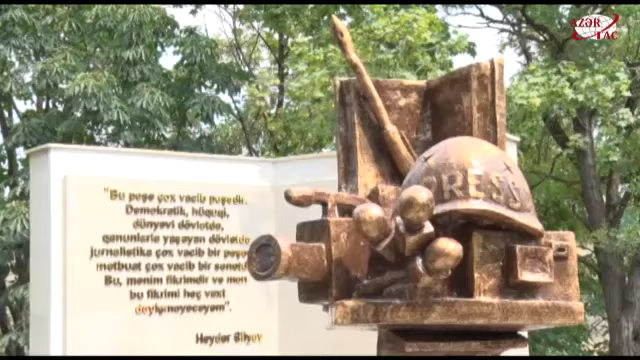 AZƏR
TAC
PRESS
"Bu peşə çox vacib peşədir.
Demokratik, hüquqi,
dünyəvi dövlətdə,
qanunlarla yaşayan dövlətdə
jurnalistika çox vacib bir peşə
mətbuat çox vacib bir sənətdir
Bu, mənim fikrimdir və mən
bu fikrimi heç vaxt
dəyişməyəcəyəm".
Heydər Əliyev